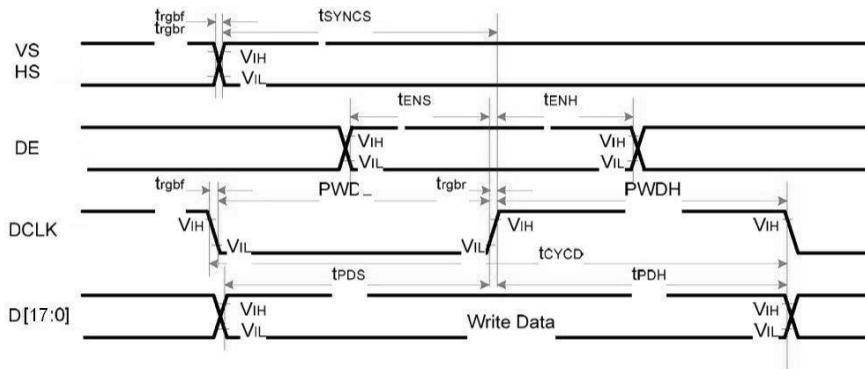 trgbf
trgbr
tSYNCS
VS
HS
VIH
VIL
tENS
tENH
DE
VIH
VIL
VIH
VIL
trgbf
PWD_
trgbr
PWDH
DCLK
VIH
VIL
VIL
VIH
VIH
tCYCD
tPDS
tPDH
D[17:0]
VIH
VIL
Write Data
VIH
VIL